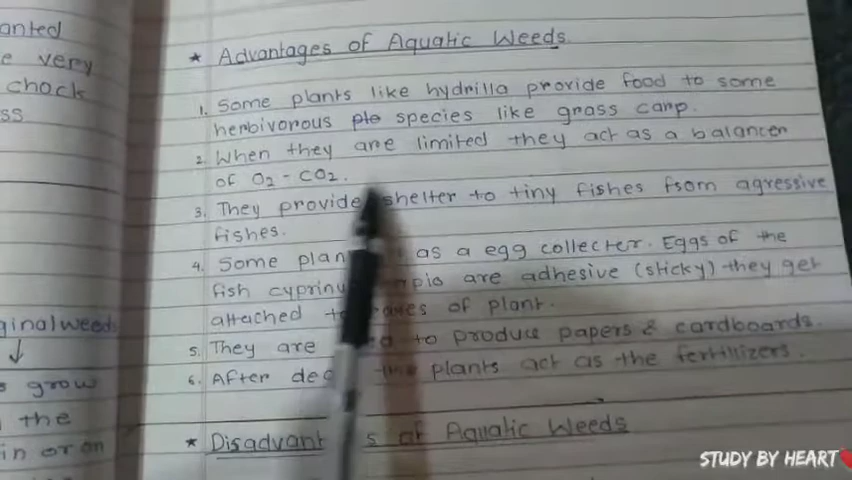 anted
e very
chock
ss
ginalweeds
↓
s grow
the
in or on
* Advantages of Aquatic Weeds
1. Some plants like hydrilla provide food to some
herbivorous species like grass carp.
2. When they are limited they act as a balancer
of O2 - CO2.
3. They provide shelter to tiny fishes from agressive
fishes.
4. Some plan as a egg collecter. Eggs of the
fish cyprinu pio are adhesive (sticky) they get
attached t of plant.
5. They are to produce papers & cardboards.
6. After de the plants act as the fertilizers.
* Disadvant s of Aquatic Weeds
STUDY BY HEART❤